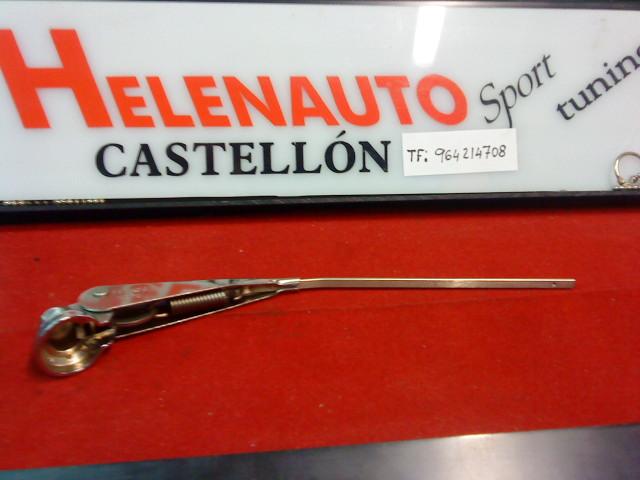 HELENAUTO Sport tuning
CASTELLÓN
TF: 964214708